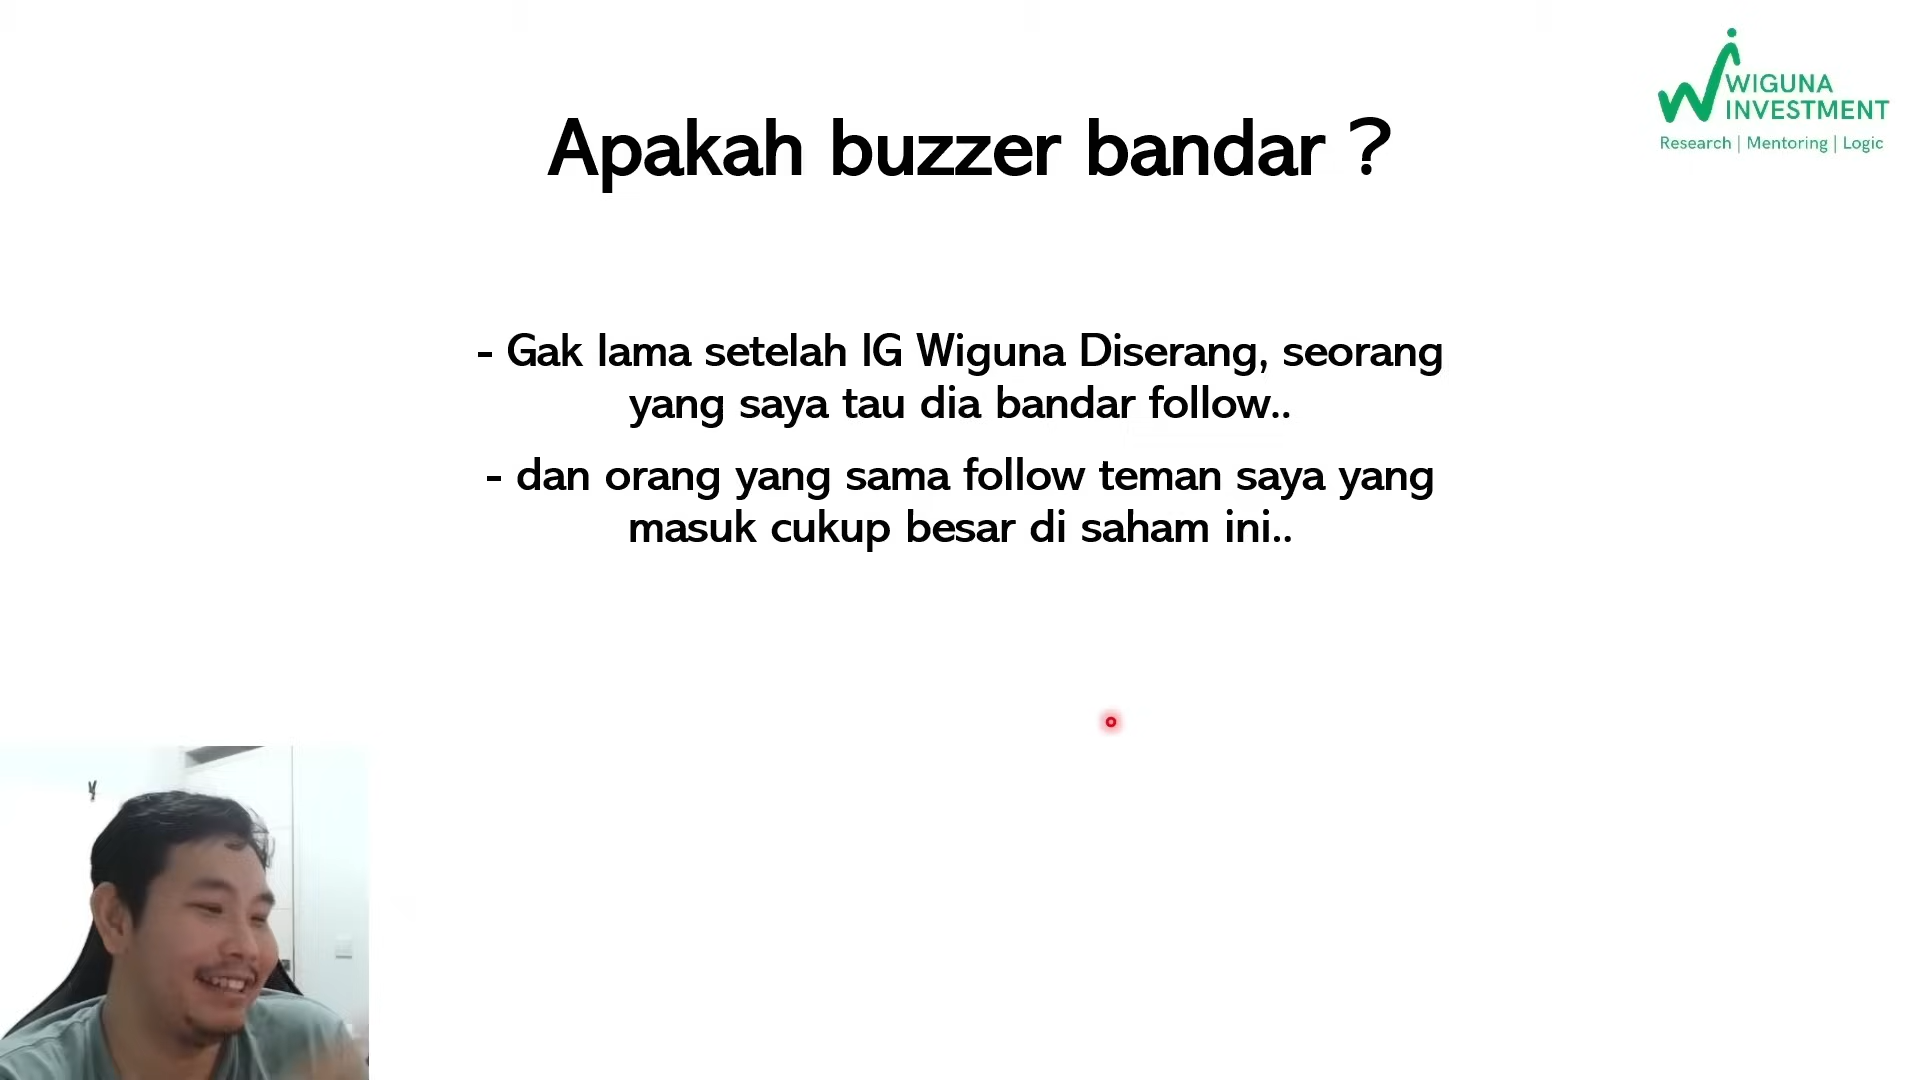 WIGUNA
INVESTMENT
Research | Mentoring | Logic
Apakah buzzer bandar ?
- Gak lama setelah IG Wiguna Diserang, seorang
yang saya tau dia bandar follow..
- dan orang yang sama follow teman saya yang
masuk cukup besar di saham ini..